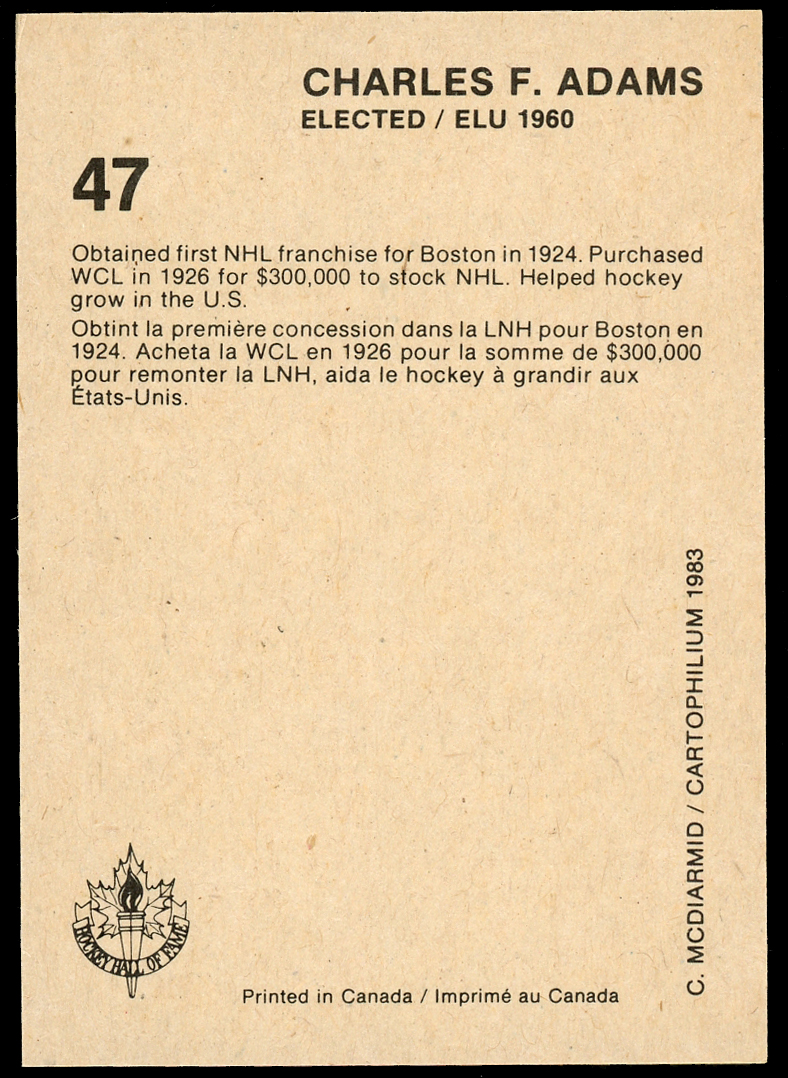 CHARLES F. ADAMS
ELECTED / ELU 1960
47
Obtained first NHL franchise for Boston in 1924. Purchased
WCL in 1926 for $300,000 to stock NHL. Helped hockey
grow in the U.S.
Obtint la première concession dans la LNH pour Boston en
1924. Acheta la WCL en 1926 pour la somme de $300,000
pour remonter la LNH, aida le hockey à grandir aux
États-Unis.
C. MCDIARMID / CARTOPHILIUM 1983
HOCKEY HALL OF FAME
Printed in Canada / Imprimé au Canada